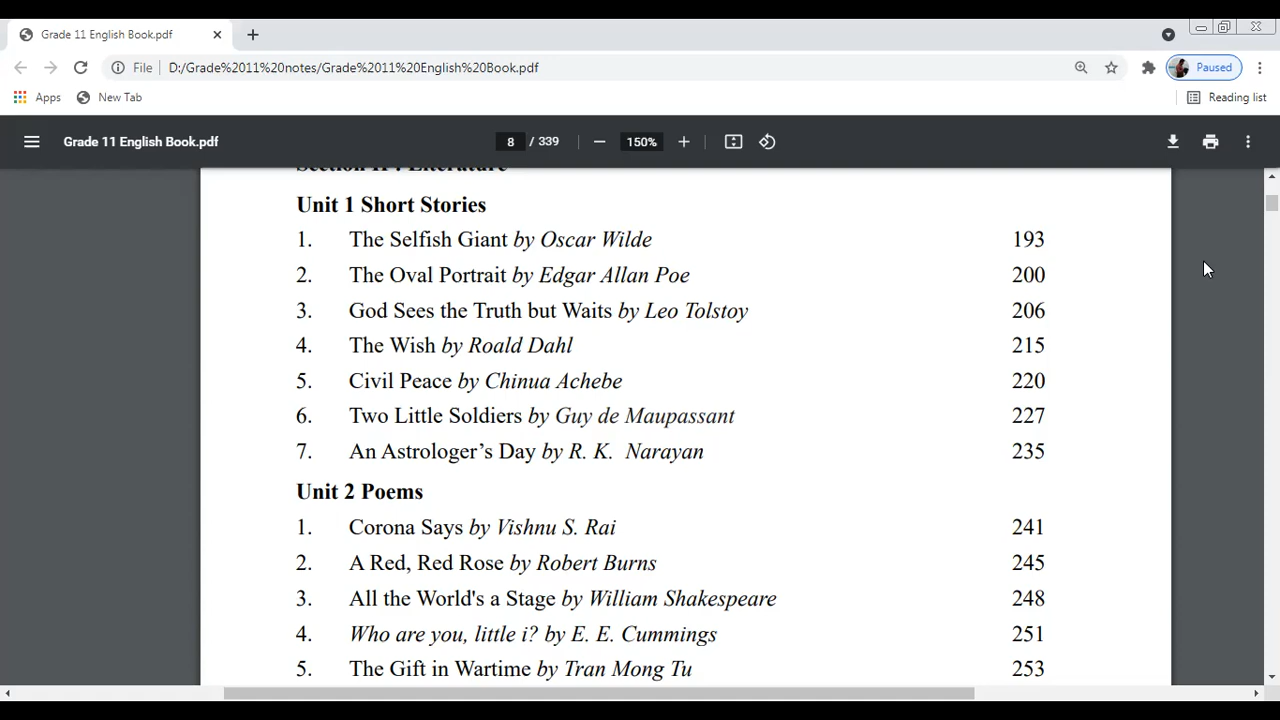 Grade 11 English Book.pdf
File D:/Grade%2011%20notes/Grade%2011%20English%20Book.pdf Paused
Apps New Tab Reading list
Grade 11 English Book.pdf 8 / 339 150%
Section II : Literature
Unit 1 Short Stories
1. The Selfish Giant by Oscar Wilde 193
2. The Oval Portrait by Edgar Allan Poe 200
3. God Sees the Truth but Waits by Leo Tolstoy 206
4. The Wish by Roald Dahl 215
5. Civil Peace by Chinua Achebe 220
6. Two Little Soldiers by Guy de Maupassant 227
7. An Astrologer’s Day by R. K. Narayan 235
Unit 2 Poems
1. Corona Says by Vishnu S. Rai 241
2. A Red, Red Rose by Robert Burns 245
3. All the World's a Stage by William Shakespeare 248
4. Who are you, little i? by E. E. Cummings 251
5. The Gift in Wartime by Tran Mong Tu 253